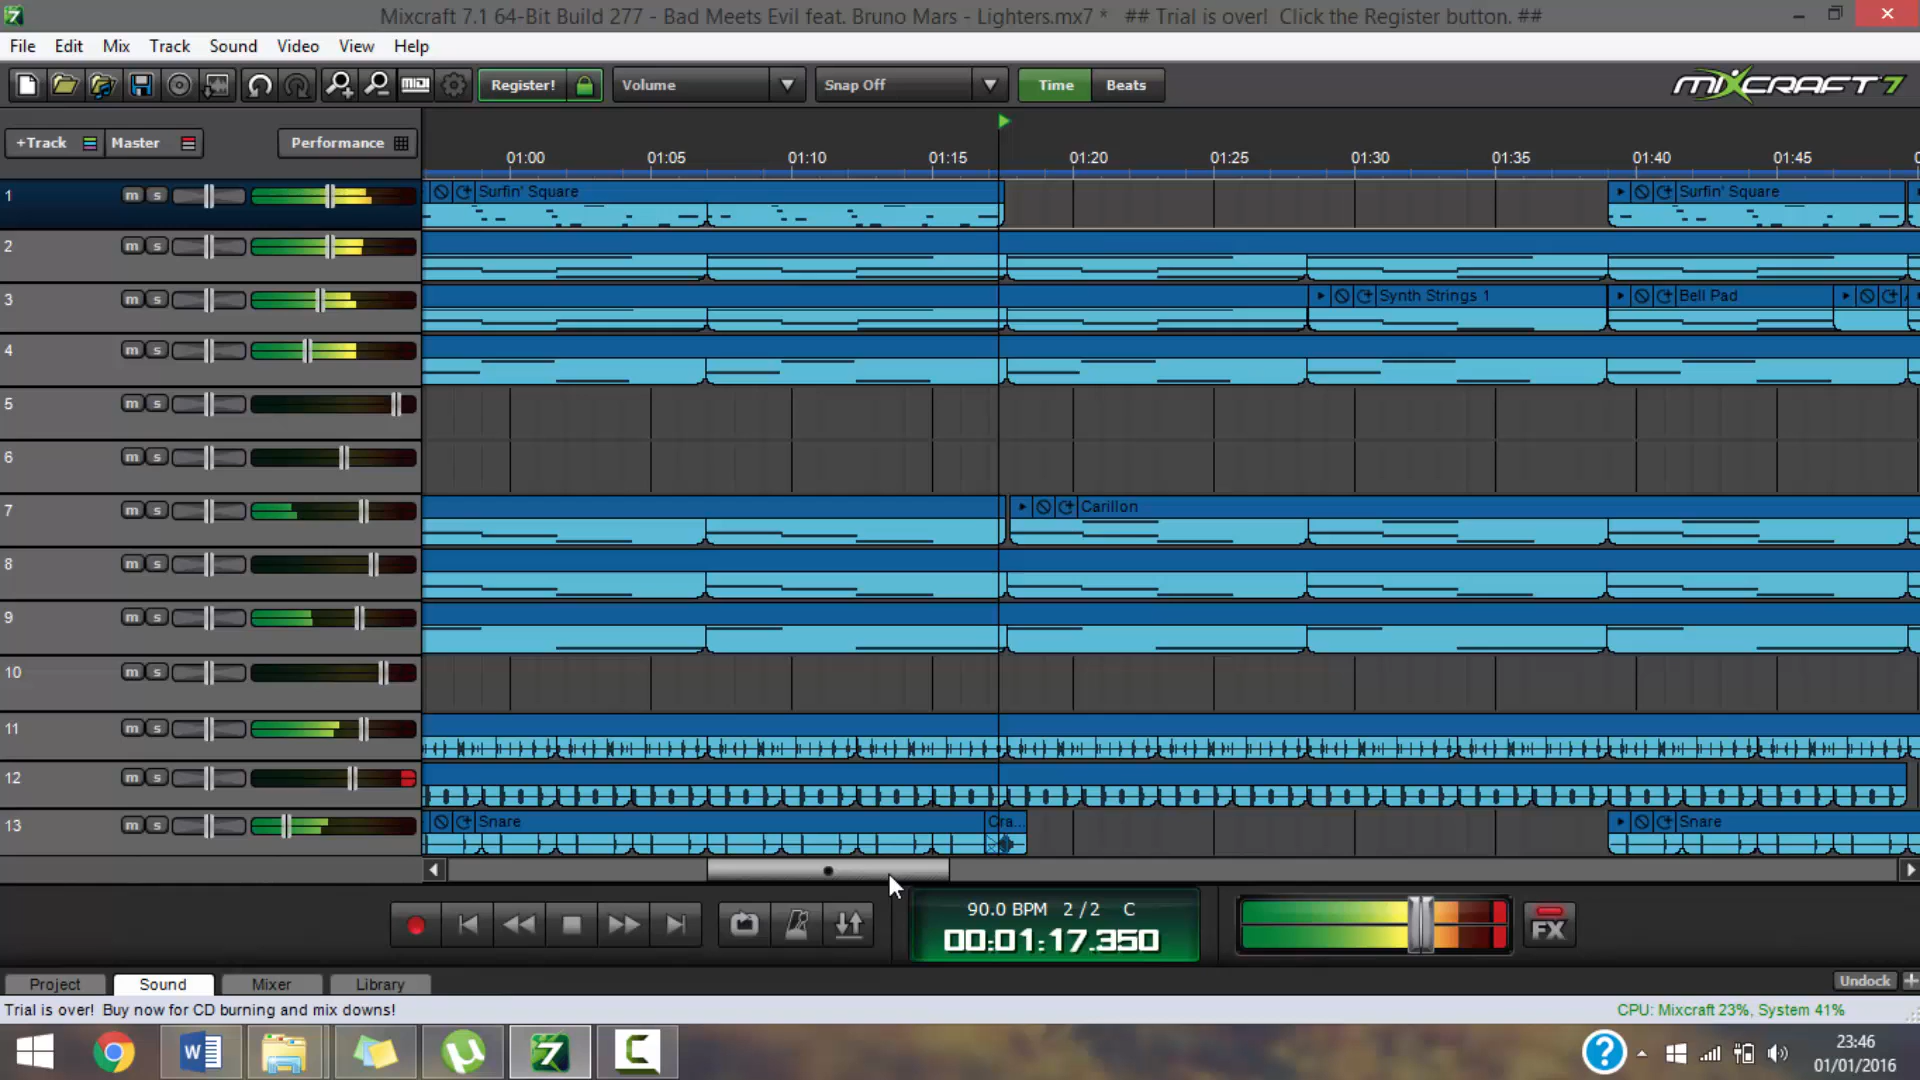 Mixcraft 7.1 64-Bit Build 277 - Bad Meets Evil feat. Bruno Mars - Lighters.mx7 *   ## Trial is over!  Click the Register button. ##
File Edit Mix Track Sound Video View Help
Register! Volume Snap Off Time Beats MIXCRAFT 7
+Track Master Performance
01:00 01:05 01:10 01:15 01:20 01:25 01:30 01:35 01:40 01:45
1 m s Surfin' Square Surfin' Square
2 m s
3 m s Synth Strings 1 Bell Pad
4 m s
5 m s
6 m s
7 m s Carillon
8 m s
9 m s
10 m s
11 m s
12 m s
13 m s Snare Cra... Snare
90.0 BPM 2 / 2 C
00:01:17.350
FX
Project Sound Mixer Library Undock
Trial is over!  Buy now for CD burning and mix downs! CPU: Mixcraft 23%, System 41%
23:46
01/01/2016